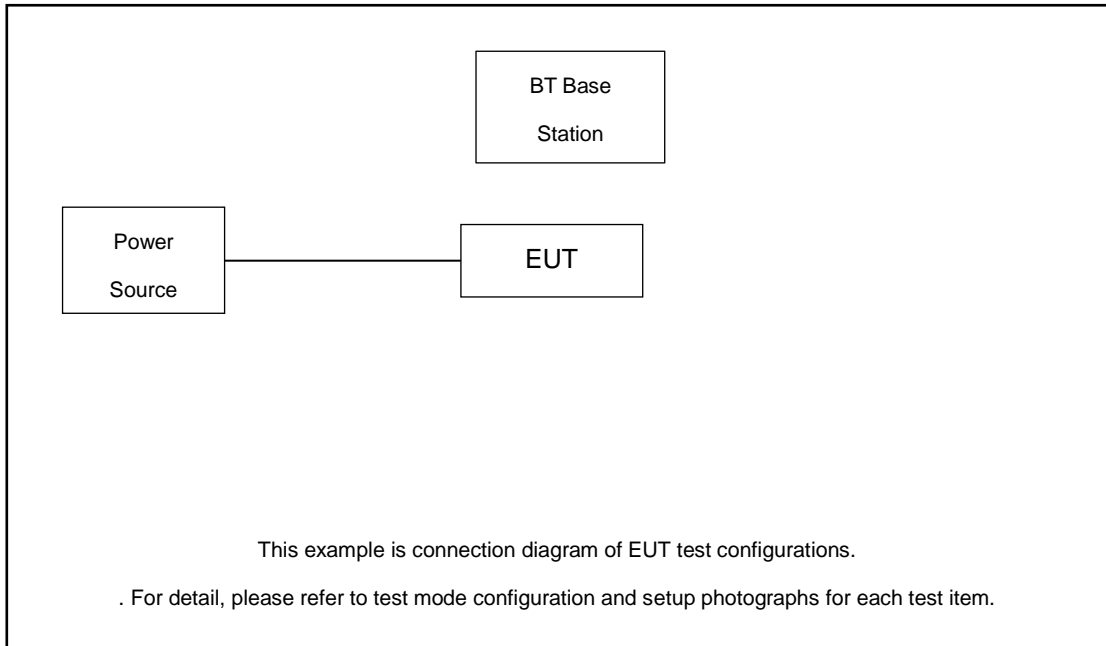 BT Base
Station
Power
Source
EUT
This example is connection diagram of EUT test configurations.
. For detail, please refer to test mode configuration and setup photographs for each test item.